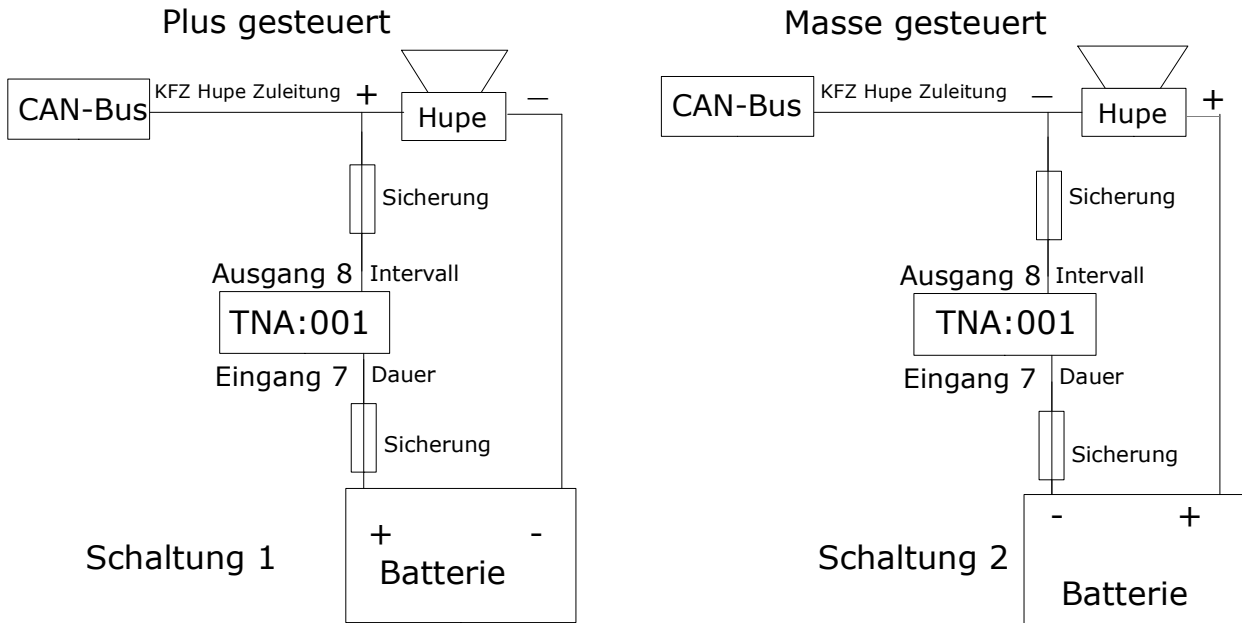 Plus gesteuert
CAN-Bus
KFZ Hupe Zuleitung
+
Hupe
−
Sicherung
Ausgang 8
Intervall
TNA:001
Eingang 7
Dauer
Sicherung
+
-
Batterie
Schaltung 1
Masse gesteuert
CAN-Bus
KFZ Hupe Zuleitung
−
Hupe
+
Sicherung
Ausgang 8
Intervall
TNA:001
Eingang 7
Dauer
Sicherung
-
+
Batterie
Schaltung 2